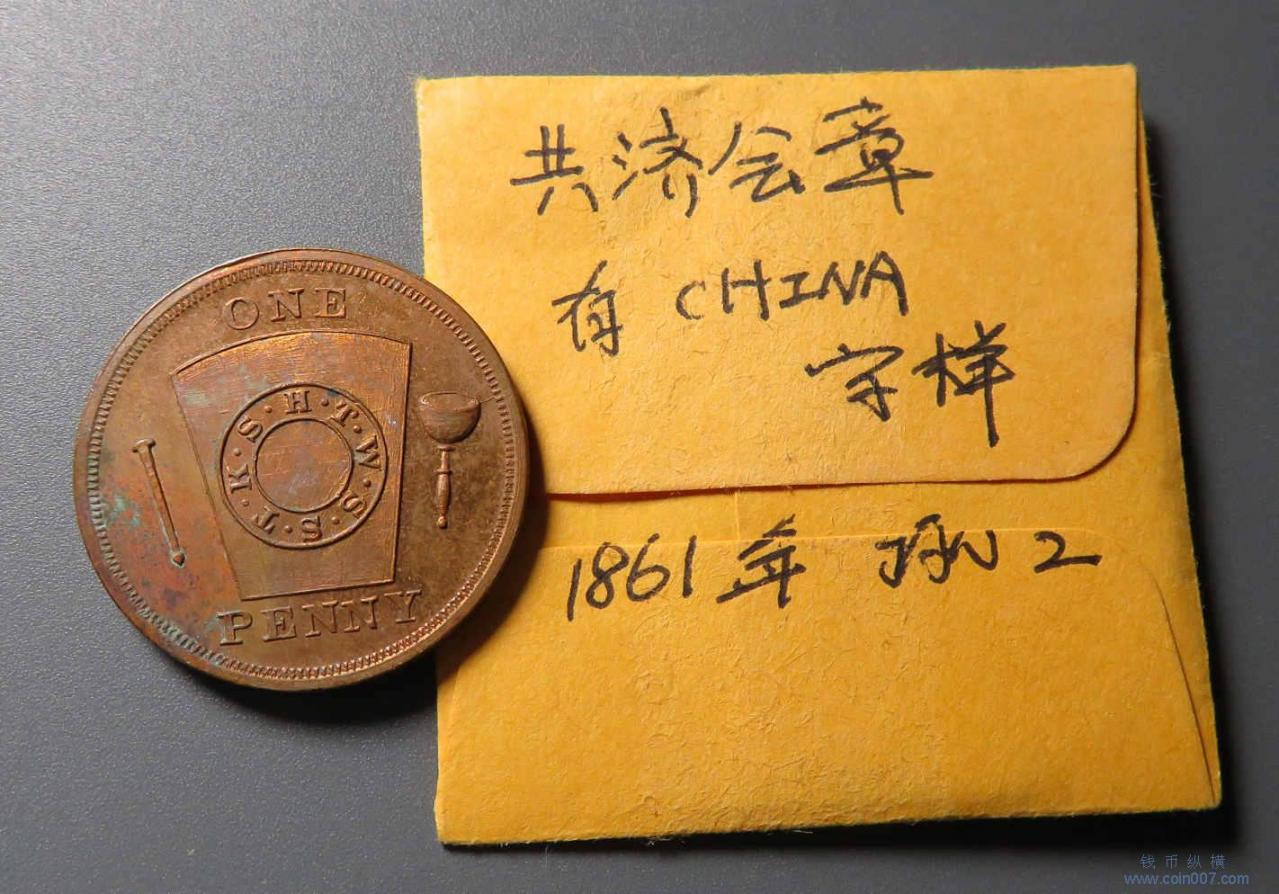 ONE
H·T·W·S·S·T·K·S·
PENNY
共济会章
有 CHINA
字样
1861年
2
钱币纵横
www.coin007.com